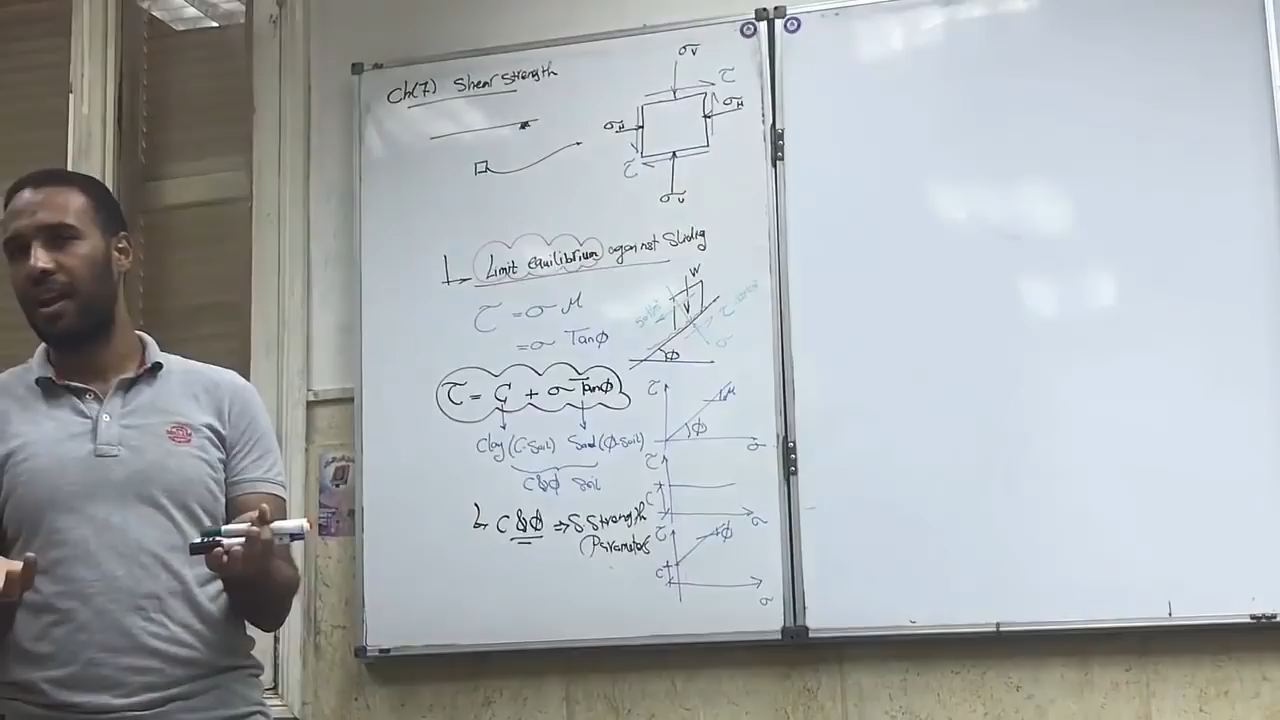 Ch(7) Shear Strength
σv
τ
σH
σH
τ
σv
Limit equilibrium against Sliding
τ = σ μ
= σ Tanφ
τ = C + σ Tanφ
Clay (C-Soil) Sand (φ-Soil)
C&φ Soil
C&φ ⇒ S Strength
Parameters
W
τ
σ
φ
τ
μ
φ
σ
τ
C
σ
τ
φ
C
σ